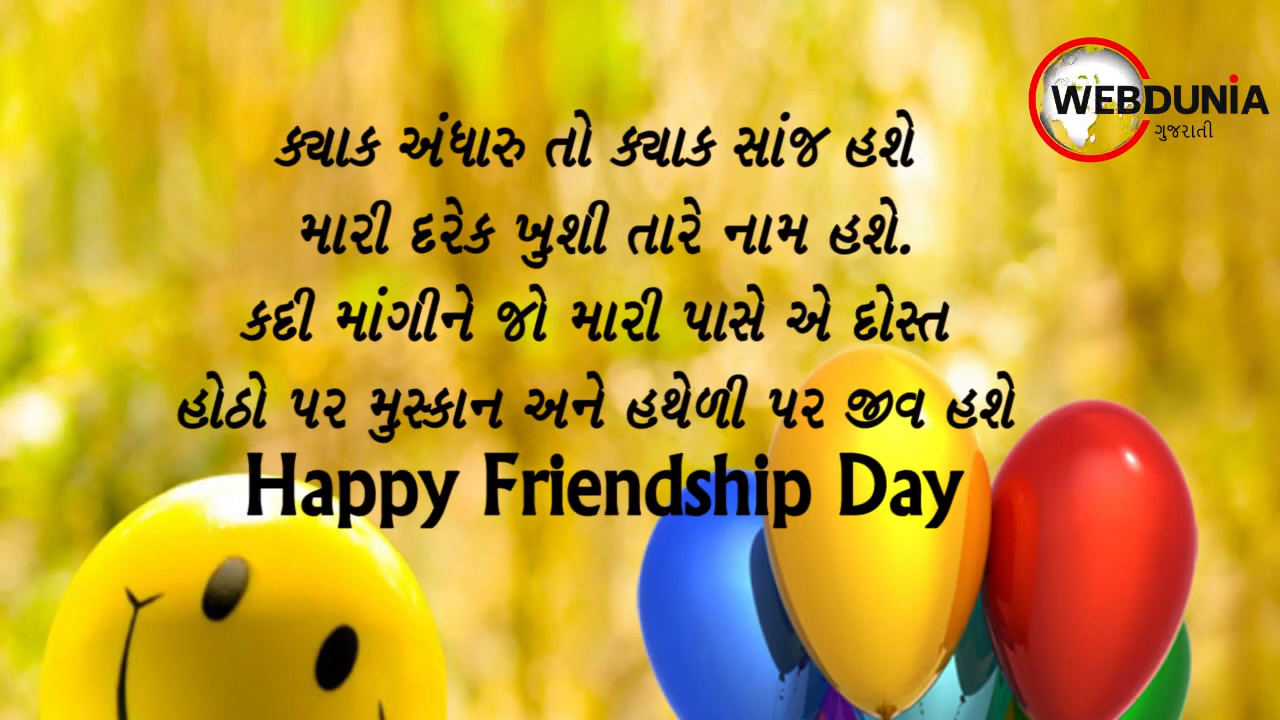 ક્યાક અંધારુ તો ક્યાક સાંજ હશે
મારી દરેક ખુશી તારે નામ હશે.
કદી માંગીને જો મારી પાસે એ દોસ્ત
હોઠો પર મુસ્કાન અને હથેળી પર જીવ હશે
Happy Friendship Day
WEBDUNIA
ગુજરાતી